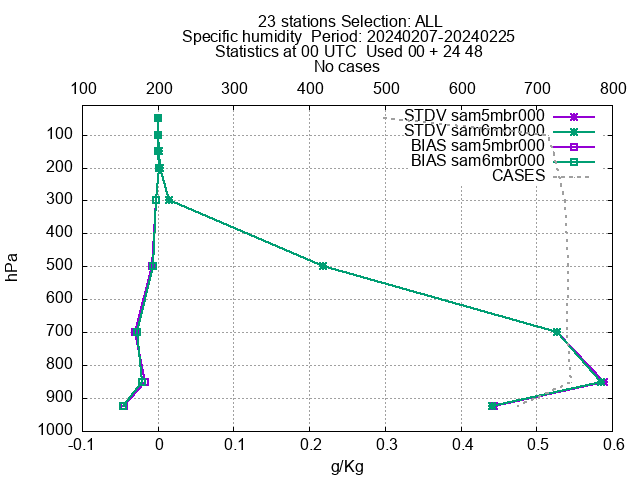 23 stations Selection: ALL
Specific humidity  Period: 20240207-20240225
Statistics at 00 UTC  Used 00 + 24 48
No cases
100 200 300 400 500 600 700 800
STDV sam5mbr000
STDV sam6mbr000
BIAS sam5mbr000
BIAS sam6mbr000
CASES
100
200
300
400
500
600
700
800
900
1000
hPa
-0.1 0 0.1 0.2 0.3 0.4 0.5 0.6
g/Kg